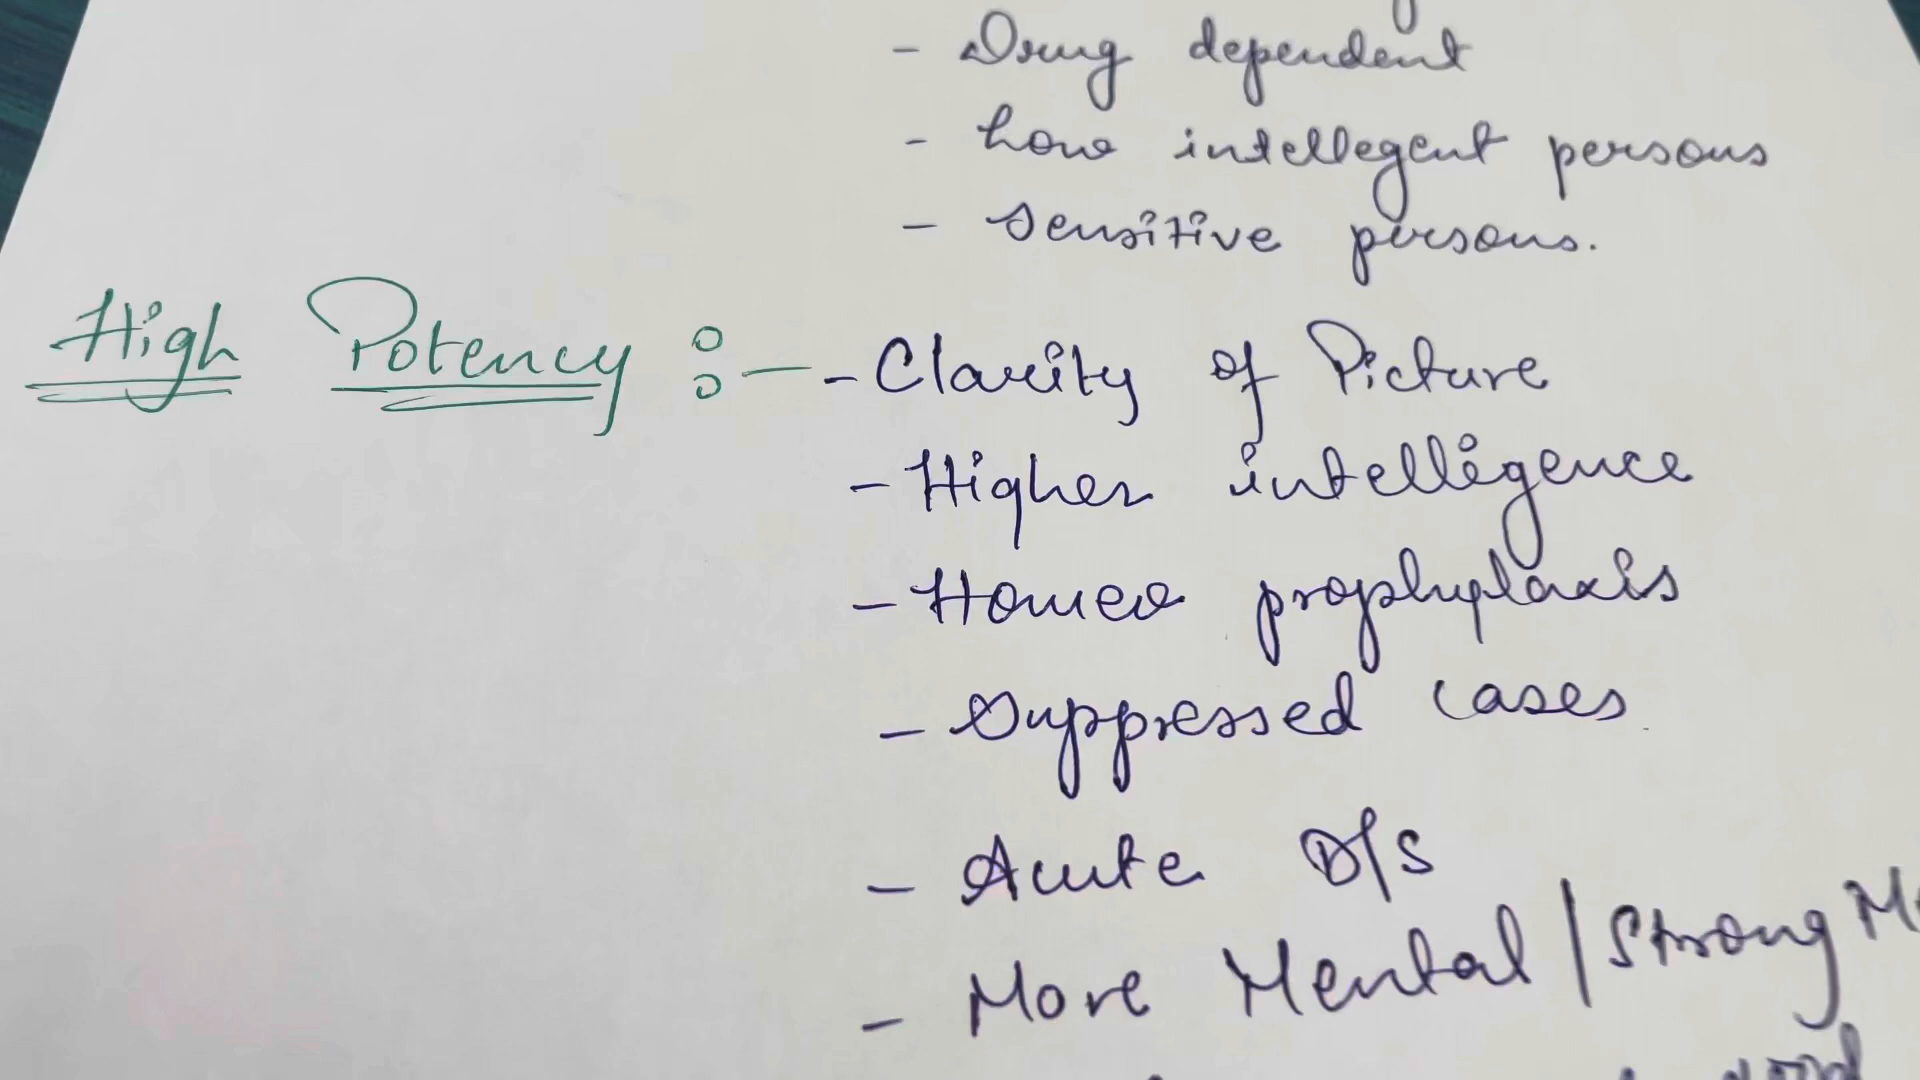 - Drug dependent
- Low intellegent persons
- Sensitive persons.
High Potency :- - Clarity of Picture
- Higher intelligence
- Homeo prophylaxis
- Suppressed cases
- Acute D/s
- More Mental / Strong